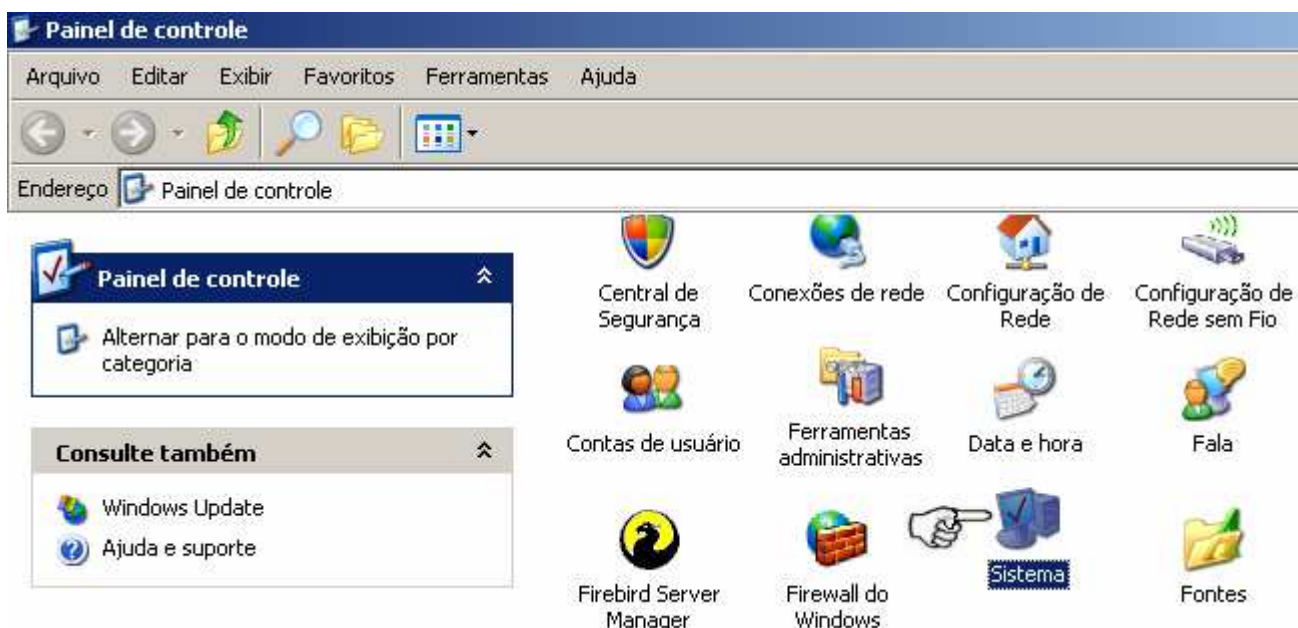 Painel de controle
Arquivo Editar Exibir Favoritos Ferramentas Ajuda
Endereço Painel de controle
Painel de controle
Alternar para o modo de exibição por
categoria
Consulte também
Windows Update
Ajuda e suporte
Central de
Segurança
Conexões de rede
Configuração de
Rede
Configuração de
Rede sem Fio
Contas de usuário
Ferramentas
administrativas
Data e hora
Fala
Firebird Server
Manager
Firewall do
Windows
Sistema
Fontes